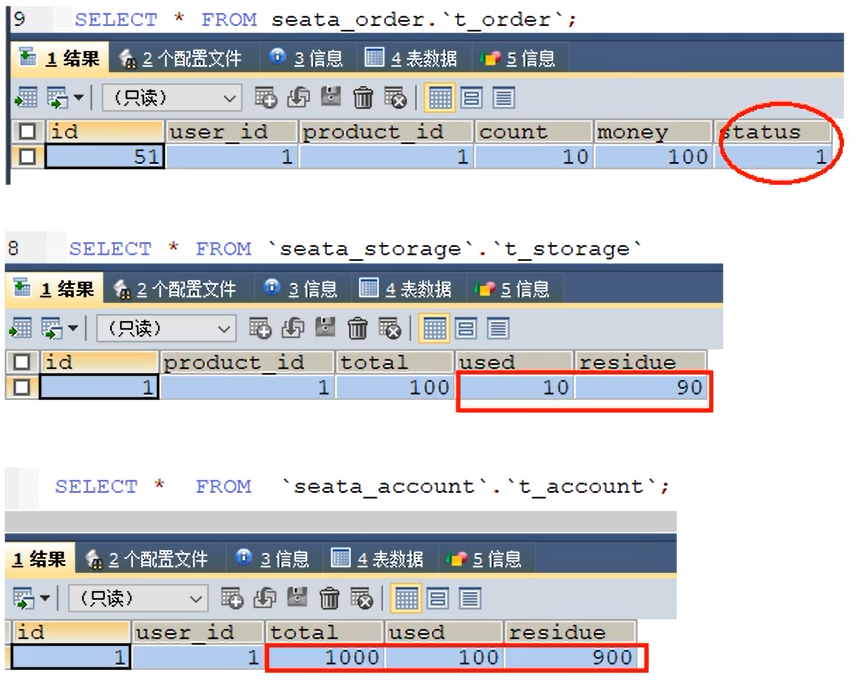 9 SELECT * FROM seata_order.`t_order`;
1 结果 2 个配置文件 3 信息 4 表数据 5 信息
（只读）
id user_id product_id count money status
51 1 1 10 100 1
8 SELECT * FROM `seata_storage`.`t_storage`
1 结果 2 个配置文件 3 信息 4 表数据 5 信息
（只读）
id product_id total used residue
1 1 100 10 90
SELECT * FROM `seata_account`.`t_account`;
1 结果 2 个配置文件 3 信息 4 表数据 5 信息
（只读）
id user_id total used residue
1 1 1000 100 900